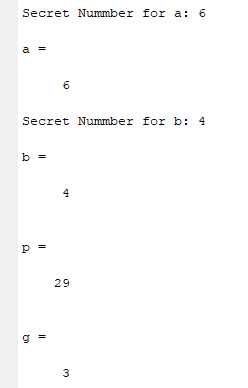 Secret Nummber for a: 6
a =
6
Secret Nummber for b: 4
b =
4
p =
29
g =
3